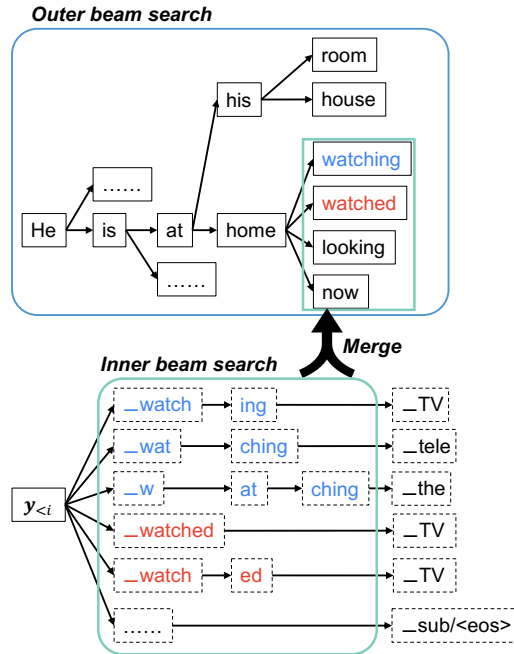 Outer beam search
room
his
house
watching
......
watched
He
is
at
home
looking
......
now
Merge
Inner beam search
_watch
ing
_TV
_wat
ching
_tele
_w
at
ching
_the
y<i
_watched
_TV
_watch
ed
_TV
......
_sub/<eos>